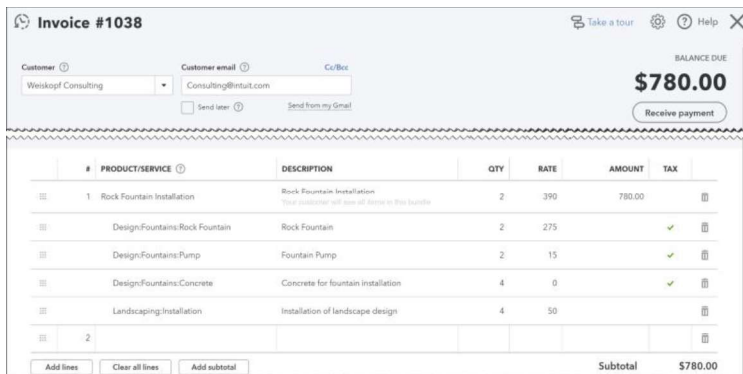 Invoice #1038
Take a tour
Help
Customer
Customer email
Cc/Bcc
BALANCE DUE
Weiskopf Consulting
Consulting@intuit.com
$780.00
Send later
Send from my Gmail
Receive payment
# PRODUCT/SERVICE DESCRIPTION QTY RATE AMOUNT TAX
1 Rock Fountain Installation Rock Fountain Installation 2 390 780.00
Your customer will see all items in this bundle
Design:Fountains:Rock Fountain Rock Fountain 2 275
Design:Fountains:Pump Fountain Pump 2 15
Design:Fountains:Concrete Concrete for fountain installation 4 0
Landscaping:Installation Installation of landscape design 4 50
2
Add lines Clear all lines Add subtotal Subtotal $780.00